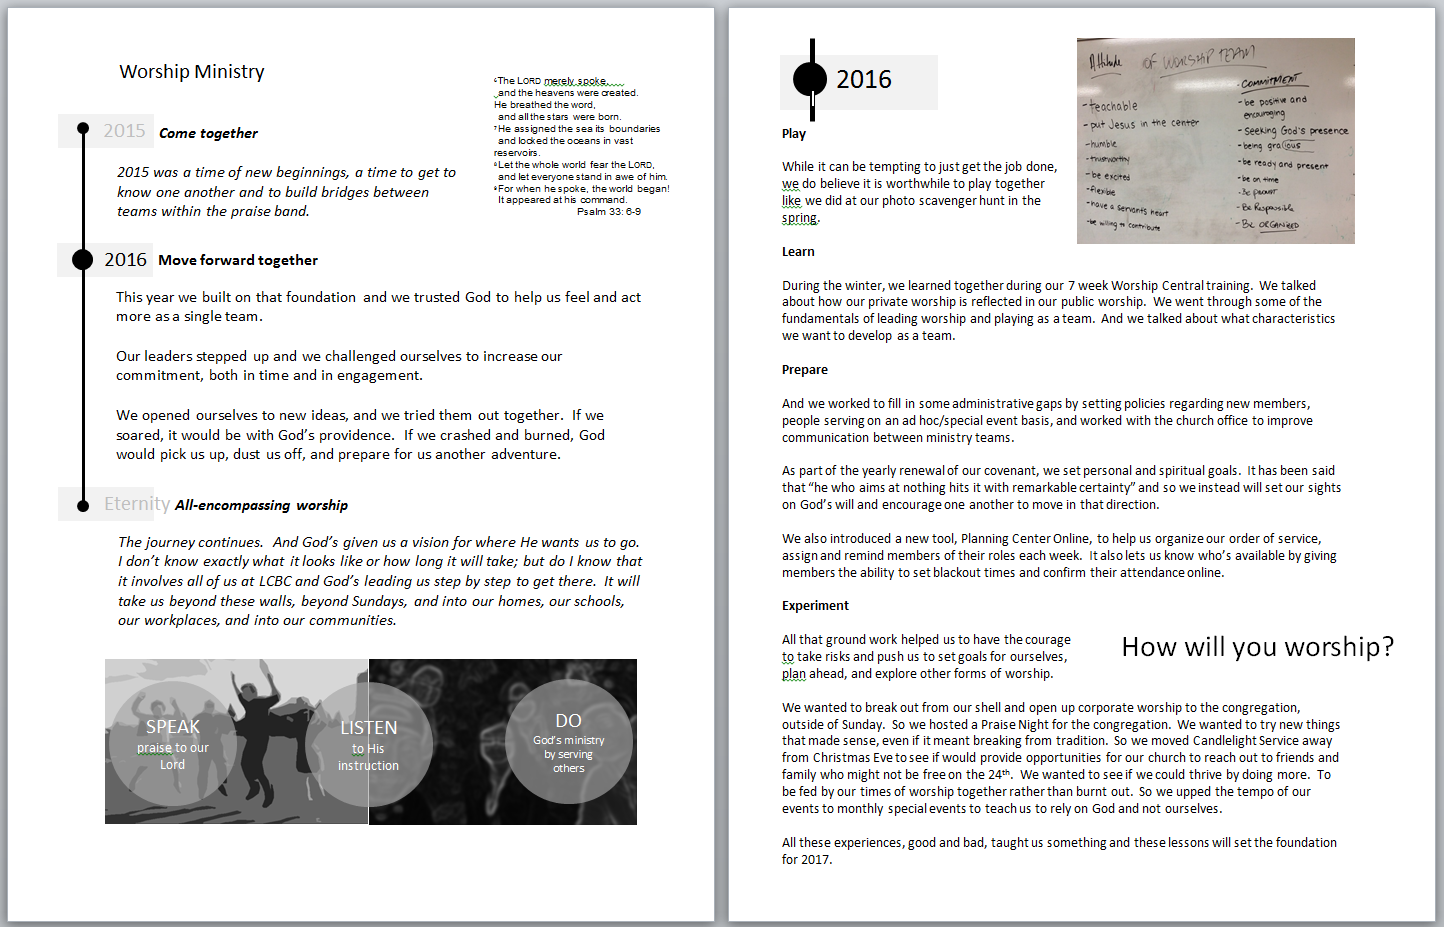 Worship Ministry
⁶The LORD merely spoke,
and the heavens were created.
He breathed the word,
and all the stars were born.
⁷He assigned the sea its boundaries
and locked the oceans in vast
reservoirs.
⁸Let the whole world fear the LORD,
and let everyone stand in awe of him.
⁹For when he spoke, the world began!
It appeared at his command.
Psalm 33: 6-9
2015 Come together
2015 was a time of new beginnings, a time to get to
know one another and to build bridges between
teams within the praise band.
2016 Move forward together
This year we built on that foundation and we trusted God to help us feel and act
more as a single team.
Our leaders stepped up and we challenged ourselves to increase our
commitment, both in time and in engagement.
We opened ourselves to new ideas, and we tried them out together. If we
soared, it would be with God’s providence. If we crashed and burned, God
would pick us up, dust us off, and prepare for us another adventure.
Eternity All-encompassing worship
The journey continues. And God’s given us a vision for where He wants us to go.
I don’t know exactly what it looks like or how long it will take; but do I know that
it involves all of us at LCBC and God’s leading us step by step to get there. It will
take us beyond these walls, beyond Sundays, and into our homes, our schools,
our workplaces, and into our communities.
SPEAK
praise to our
Lord
LISTEN
to His
instruction
DO
God’s ministry
by serving
others
2016
Attitude OF WORSHIP TEAM
-teachable
-put Jesus in the center
-humble
-trustworthy
-be excited
-flexible
-have a servants heart
-be willing to contribute
-COMMITMENT
-be positive and
encouraging
-Seeking God's presence
-being gracious
-be ready and present
-be on time
-Be prompt
-Be Responsible
-Be ORGANIZED
Play
While it can be tempting to just get the job done,
we do believe it is worthwhile to play together
like we did at our photo scavenger hunt in the
spring.
Learn
During the winter, we learned together during our 7 week Worship Central training. We talked
about how our private worship is reflected in our public worship. We went through some of the
fundamentals of leading worship and playing as a team. And we talked about what characteristics
we want to develop as a team.
Prepare
And we worked to fill in some administrative gaps by setting policies regarding new members,
people serving on an ad hoc/special event basis, and worked with the church office to improve
communication between ministry teams.
As part of the yearly renewal of our covenant, we set personal and spiritual goals. It has been said
that “he who aims at nothing hits it with remarkable certainty” and so we instead will set our sights
on God’s will and encourage one another to move in that direction.
We also introduced a new tool, Planning Center Online, to help us organize our order of service,
assign and remind members of their roles each week. It also lets us know who’s available by giving
members the ability to set blackout times and confirm their attendance online.
Experiment
All that ground work helped us to have the courage
to take risks and push us to set goals for ourselves,
plan ahead, and explore other forms of worship.
How will you worship?
We wanted to break out from our shell and open up corporate worship to the congregation,
outside of Sunday. So we hosted a Praise Night for the congregation. We wanted to try new things
that made sense, even if it meant breaking from tradition. So we moved Candlelight Service away
from Christmas Eve to see if would provide opportunities for our church to reach out to friends and
family who might not be free on the 24ᵗʰ. We wanted to see if we could thrive by doing more. To
be fed by our times of worship together rather than burnt out. So we upped the tempo of our
events to monthly special events to teach us to rely on God and not ourselves.
All these experiences, good and bad, taught us something and these lessons will set the foundation
for 2017.